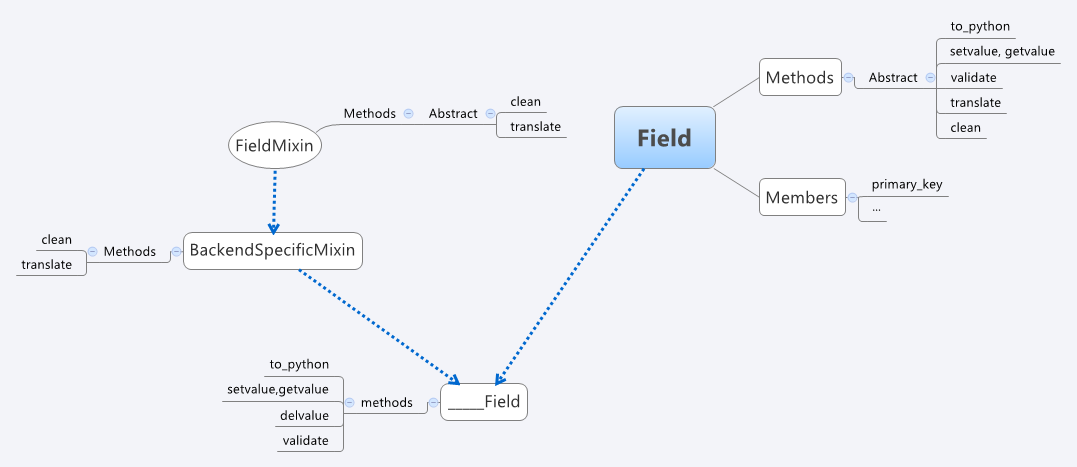 to_python
setvalue, getvalue
Methods
Abstract
validate
translate
clean
Field
Members
primary_key
...
FieldMixin
Methods
Abstract
clean
translate
BackendSpecificMixin
Methods
clean
translate
_____Field
methods
to_python
setvalue,getvalue
delvalue
validate